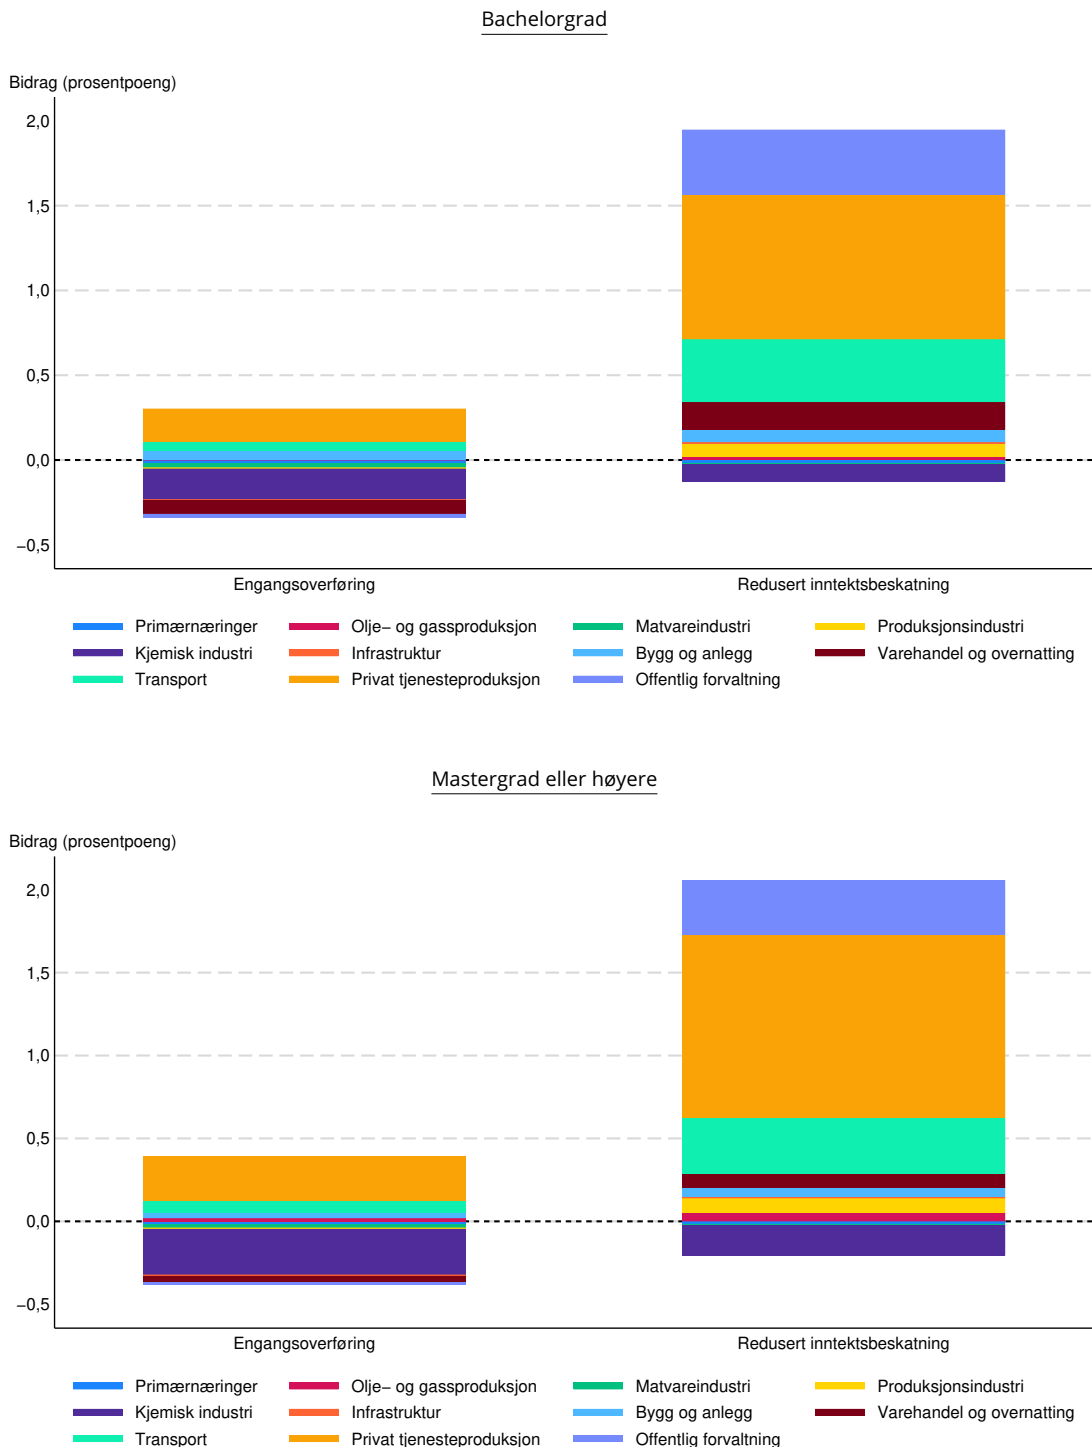 Bachelorgrad
Bidrag (prosentpoeng)
2,0
1,5
1,0
0,5
0,0
−0,5
Engangsoverføring Redusert inntektsbeskatning
Primærnæringer Olje− og gassproduksjon Matvareindustri Produksjonsindustri
Kjemisk industri Infrastruktur Bygg og anlegg Varehandel og overnatting
Transport Privat tjenesteproduksjon Offentlig forvaltning
Mastergrad eller høyere
Bidrag (prosentpoeng)
2,0
1,5
1,0
0,5
0,0
−0,5
Engangsoverføring Redusert inntektsbeskatning
Primærnæringer Olje− og gassproduksjon Matvareindustri Produksjonsindustri
Kjemisk industri Infrastruktur Bygg og anlegg Varehandel og overnatting
Transport Privat tjenesteproduksjon Offentlig forvaltning